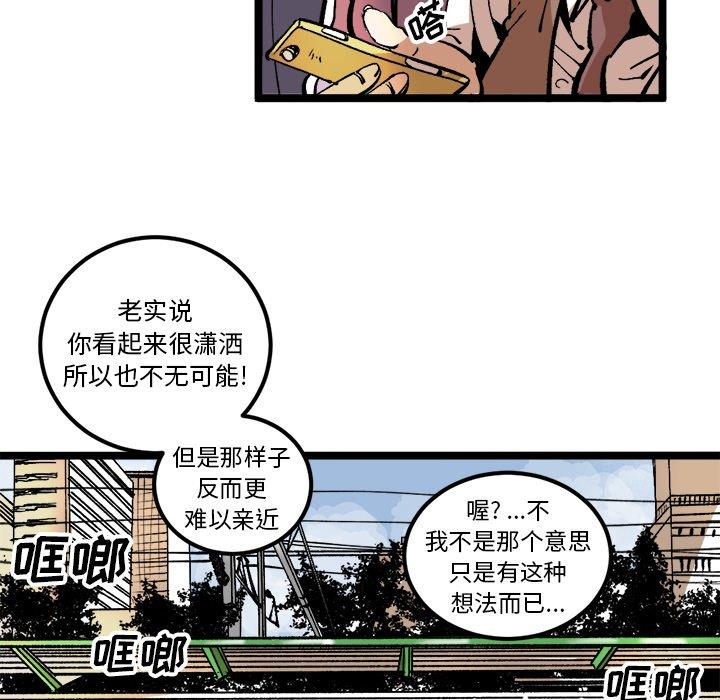 嗒
老实说
你看起来很潇洒
所以也不无可能!
但是那样子
反而更
难以亲近
喔? ...不
我不是那个意思
只是有这种
想法而已...
哐啷
哐啷
哐啷